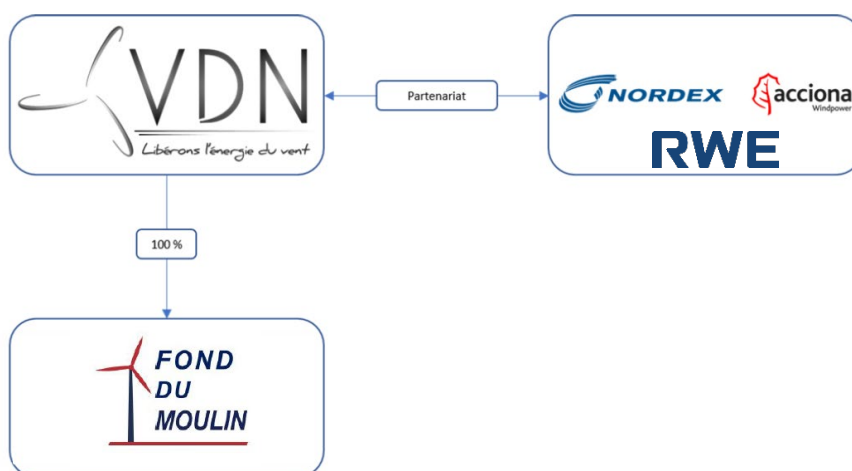 VDN
Libérons l'énergie du vent
Partenariat
NORDEX
acciona
Windpower
RWE
100 %
FOND
DU
MOULIN